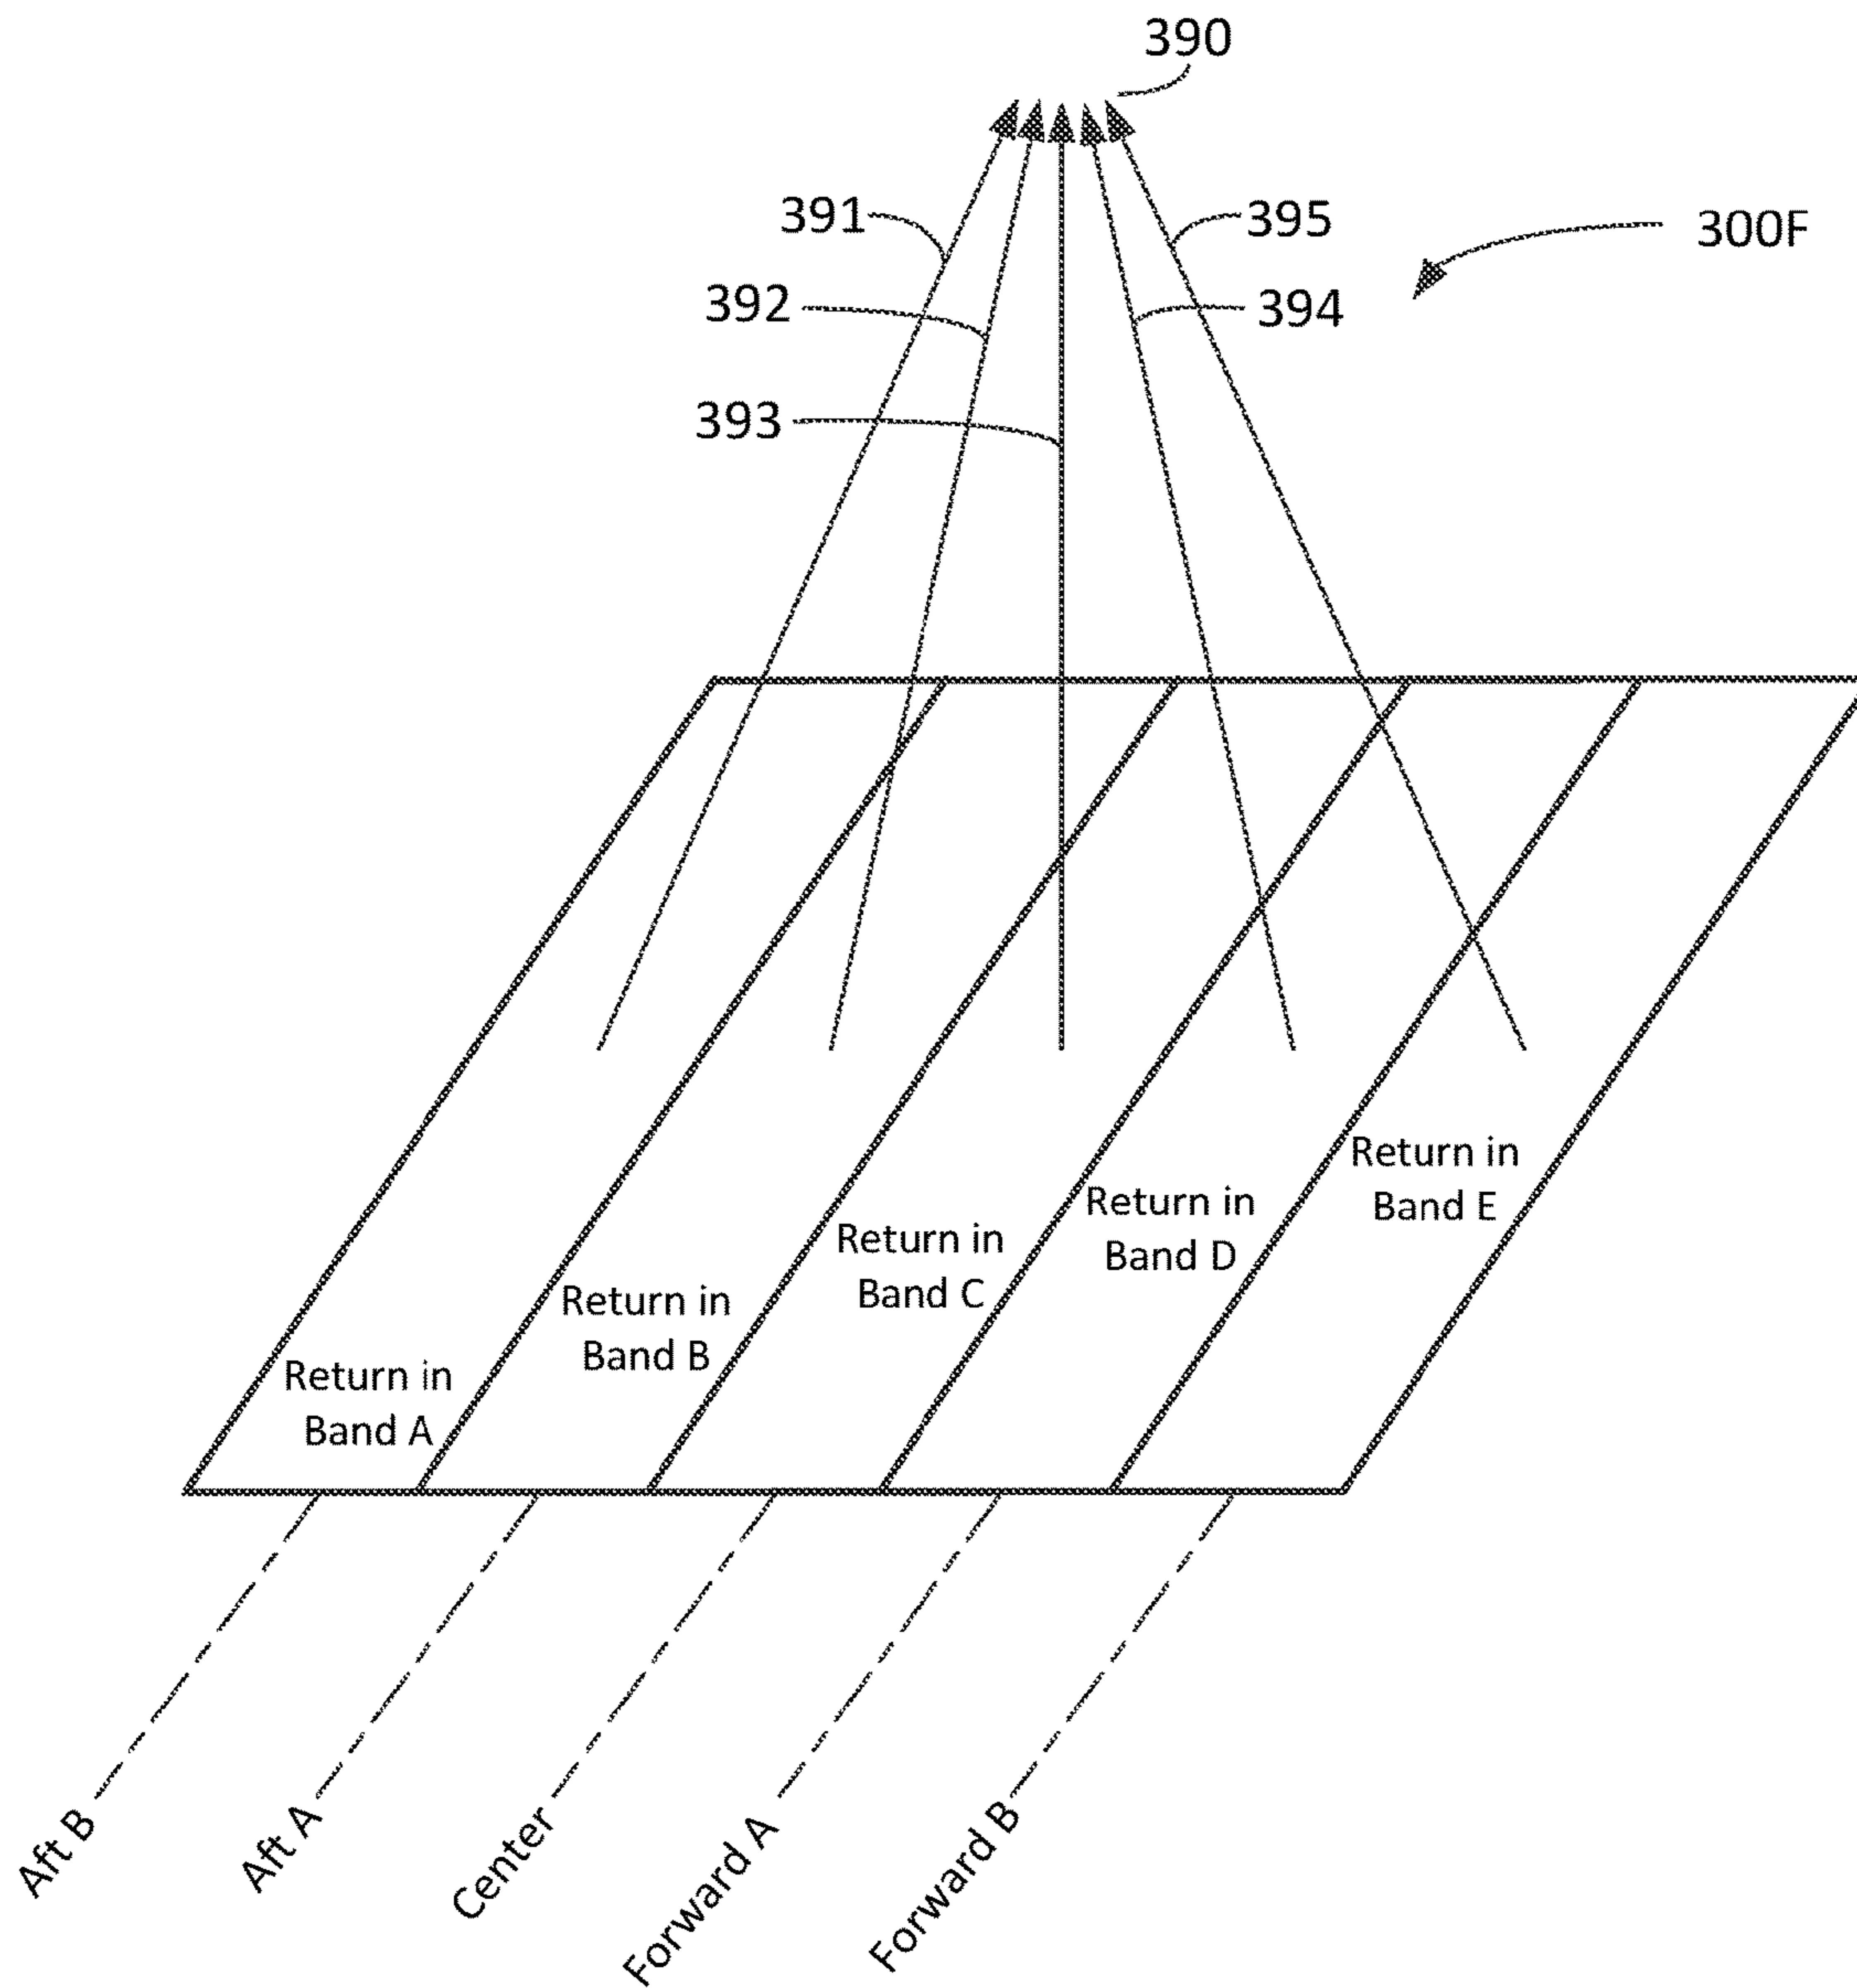 390
391
395
300F
392
394
393
Return in
Band E
Return in
Band D
Return in
Band C
Return in
Band B
Return in
Band A
Aft B
Aft A
Center
Forward A
Forward B